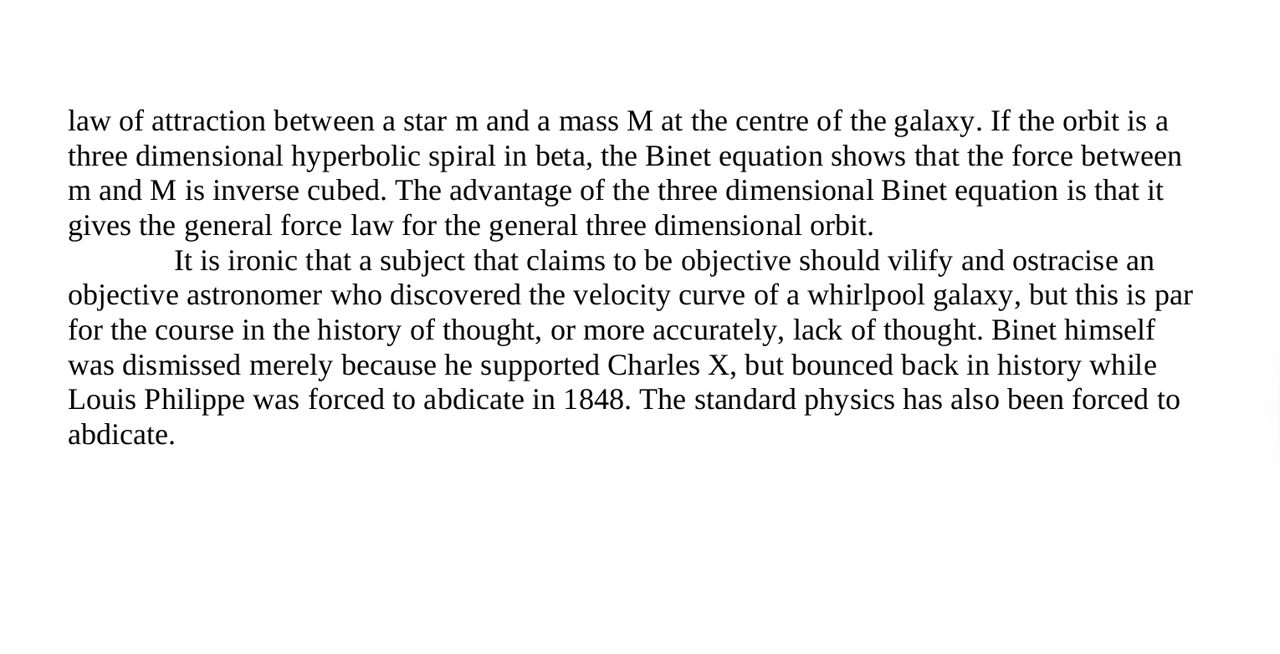 law of attraction between a star m and a mass M at the centre of the galaxy. If the orbit is a
three dimensional hyperbolic spiral in beta, the Binet equation shows that the force between
m and M is inverse cubed. The advantage of the three dimensional Binet equation is that it
gives the general force law for the general three dimensional orbit.
It is ironic that a subject that claims to be objective should vilify and ostracise an
objective astronomer who discovered the velocity curve of a whirlpool galaxy, but this is par
for the course in the history of thought, or more accurately, lack of thought. Binet himself
was dismissed merely because he supported Charles X, but bounced back in history while
Louis Philippe was forced to abdicate in 1848. The standard physics has also been forced to
abdicate.